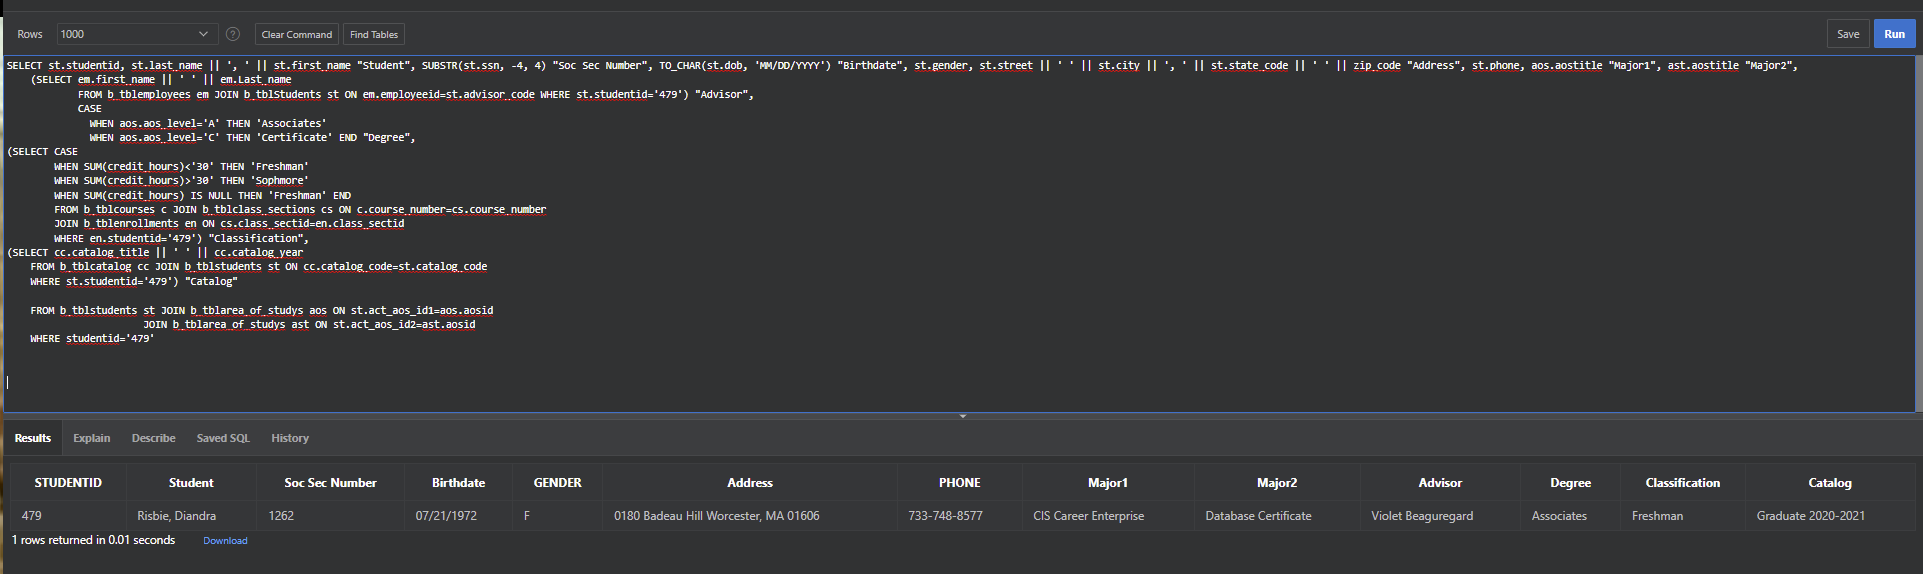 Rows 1000 ? Clear Command Find Tables Save Run
SELECT st.studentid, st.last_name || ', ' || st.first_name "Student", SUBSTR(st.ssn, -4, 4) "Soc Sec Number", TO_CHAR(st.dob, 'MM/DD/YYYY') "Birthdate", st.gender, st.street || ' ' || st.city || ', ' || st.state_code || ' ' || zip_code "Address", st.phone, aos.aostitle "Major1", ast.aostitle "Major2",
(SELECT em.first_name || ' ' || em.Last_name
FROM b_tblemployees em JOIN b_tblStudents st ON em.employeeid=st.advisor_code WHERE st.studentid='479') "Advisor",
CASE
WHEN aos.aos_level='A' THEN 'Associates'
WHEN aos.aos_level='C' THEN 'Certificate' END "Degree",
(SELECT CASE
WHEN SUM(credit_hours)<'30' THEN 'Freshman'
WHEN SUM(credit_hours)>'30' THEN 'Sophmore'
WHEN SUM(credit_hours) IS NULL THEN 'Freshman' END
FROM b_tblcourses c JOIN b_tblclass_sections cs ON c.course_number=cs.course_number
JOIN b_tblenrollments en ON cs.class_sectid=en.class_sectid
WHERE en.studentid='479') "Classification",
(SELECT cc.catalog_title || ' ' || cc.catalog_year
FROM b_tblcatalog cc JOIN b_tblstudents st ON cc.catalog_code=st.catalog_code
WHERE st.studentid='479') "Catalog"
FROM b_tblstudents st JOIN b_tblarea_of_studys aos ON st.act_aos_id1=aos.aosid
JOIN b_tblarea_of_studys ast ON st.act_aos_id2=ast.aosid
WHERE studentid='479'
Results Explain Describe Saved SQL History
STUDENTID Student Soc Sec Number Birthdate GENDER Address PHONE Major1 Major2 Advisor Degree Classification Catalog
479 Risbie, Diandra 1262 07/21/1972 F 0180 Badeau Hill Worcester, MA 01606 733-748-8577 CIS Career Enterprise Database Certificate Violet Beaguregard Associates Freshman Graduate 2020-2021
1 rows returned in 0.01 seconds Download